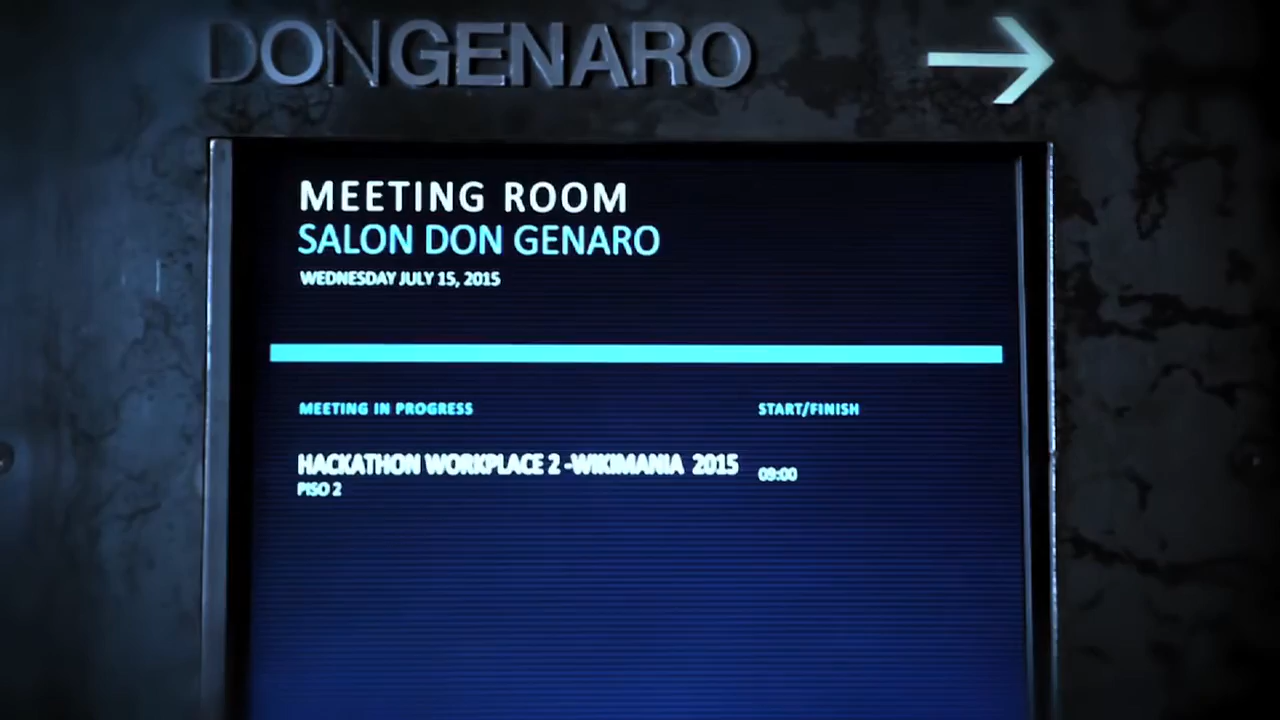 DONGENARO
MEETING ROOM
SALON DON GENARO
WEDNESDAY JULY 15, 2015
MEETING IN PROGRESS START/FINISH
HACKATHON WORKPLACE 2 -WIKIMANIA 2015 09:00
PISO 2